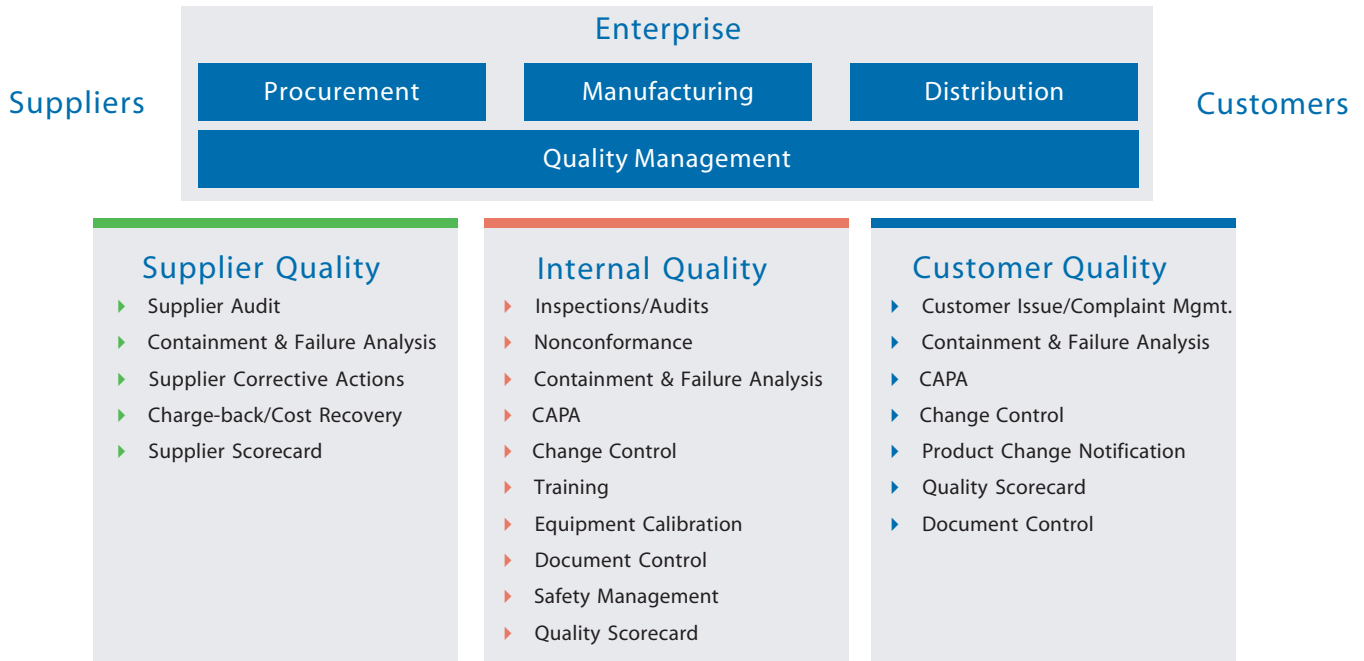 Enterprise
Suppliers
Procurement
Manufacturing
Distribution
Customers
Quality Management
Supplier Quality
Supplier Audit
Containment & Failure Analysis
Supplier Corrective Actions
Charge-back/Cost Recovery
Supplier Scorecard
Internal Quality
Inspections/Audits
Nonconformance
Containment & Failure Analysis
CAPA
Change Control
Training
Equipment Calibration
Document Control
Safety Management
Quality Scorecard
Customer Quality
Customer Issue/Complaint Mgmt.
Containment & Failure Analysis
CAPA
Change Control
Product Change Notification
Quality Scorecard
Document Control